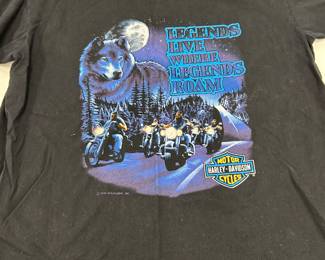 LEGENDS
LIVE
WHERE
LEGENDS
ROAM
MOTOR
HARLEY-DAVIDSON
CYCLES